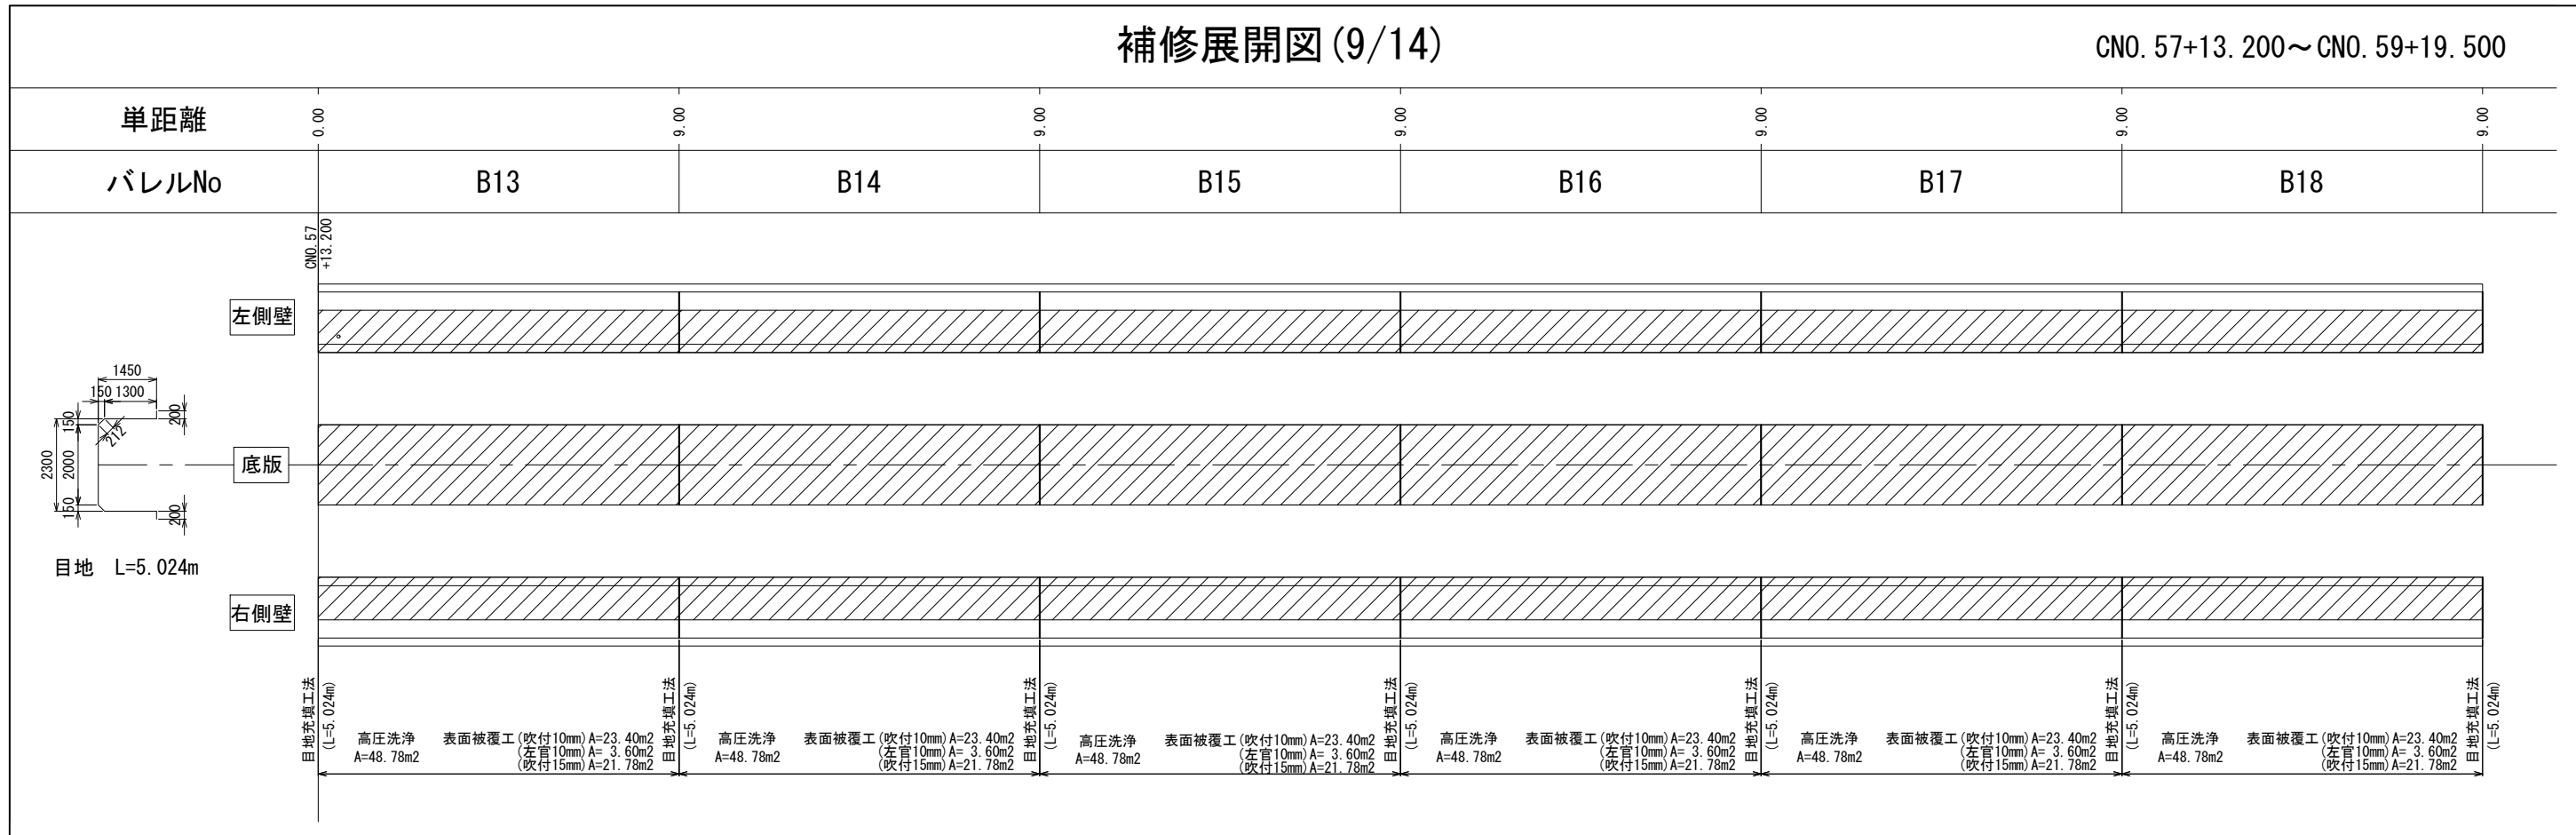 補修展開図(9/14)
CNO.57+13.200～CNO.59+19.500
単距離
0.00
9.00
9.00
9.00
9.00
9.00
9.00
バレルNo
B13
B14
B15
B16
B17
B18
CNO.57
+13.200
左側壁
1450
150
1300
200
150
212
2300
2000
150
200
底版
目地　L=5.024m
右側壁
目地充填工法
(L=5.024m)
高圧洗浄
A=48.78m2
表面被覆工(吹付10mm)A=23.40m2
(左官10mm)A= 3.60m2
(吹付15mm)A=21.78m2
目地充填工法
(L=5.024m)
高圧洗浄
A=48.78m2
表面被覆工(吹付10mm)A=23.40m2
(左官10mm)A= 3.60m2
(吹付15mm)A=21.78m2
目地充填工法
(L=5.024m)
高圧洗浄
A=48.78m2
表面被覆工(吹付10mm)A=23.40m2
(左官10mm)A= 3.60m2
(吹付15mm)A=21.78m2
目地充填工法
(L=5.024m)
高圧洗浄
A=48.78m2
表面被覆工(吹付10mm)A=23.40m2
(左官10mm)A= 3.60m2
(吹付15mm)A=21.78m2
目地充填工法
(L=5.024m)
高圧洗浄
A=48.78m2
表面被覆工(吹付10mm)A=23.40m2
(左官10mm)A= 3.60m2
(吹付15mm)A=21.78m2
目地充填工法
(L=5.024m)
高圧洗浄
A=48.78m2
表面被覆工(吹付10mm)A=23.40m2
(左官10mm)A= 3.60m2
(吹付15mm)A=21.78m2
目地充填工法
(L=5.024m)